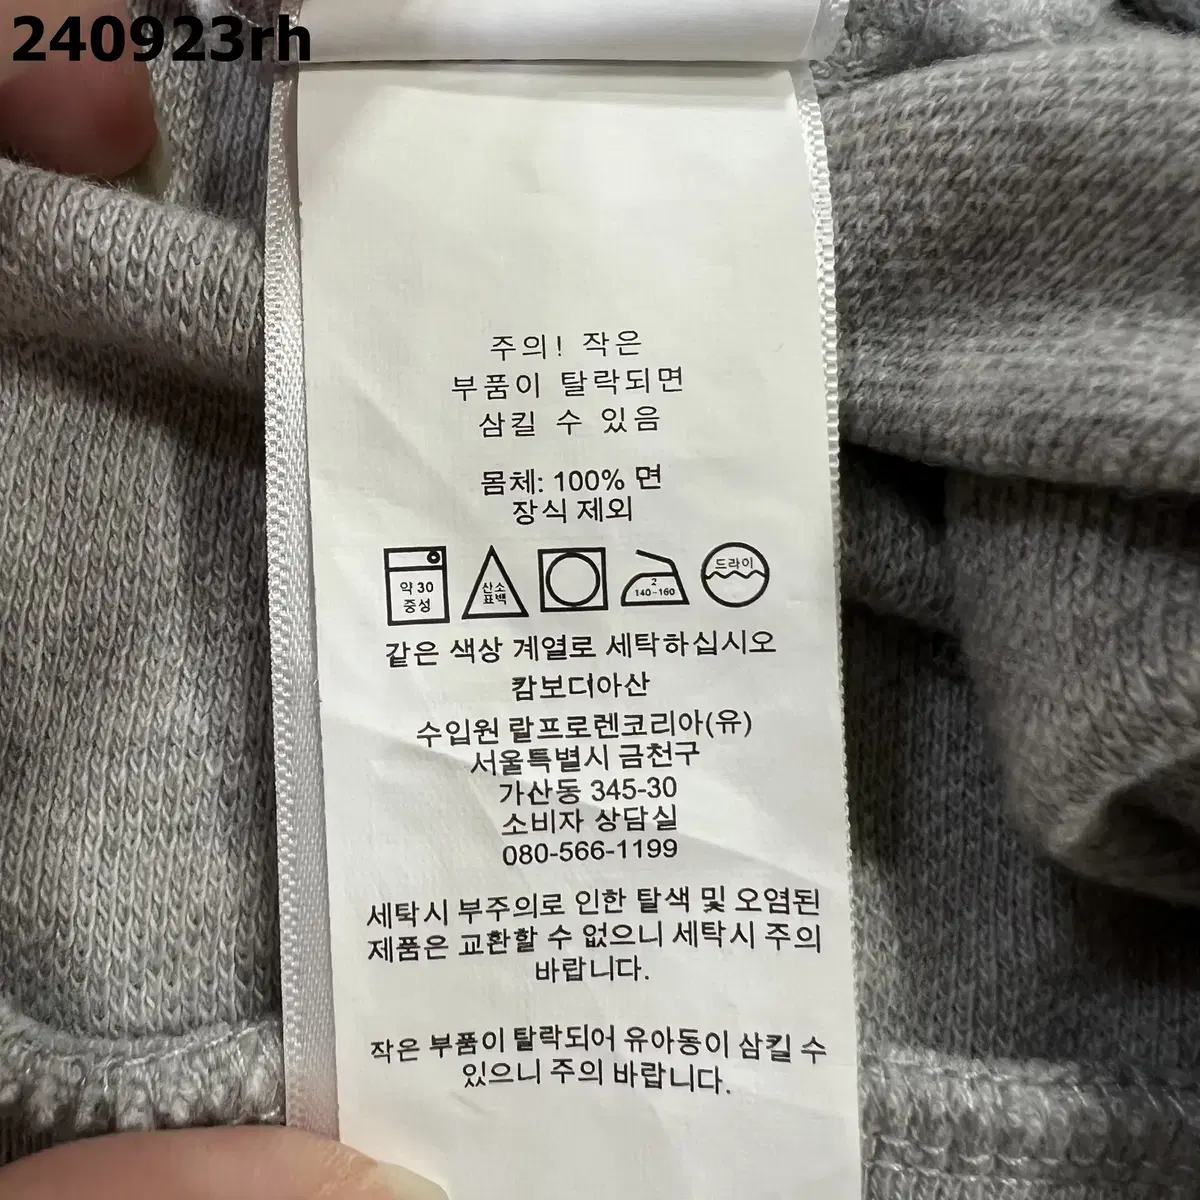 240923rh
주의! 작은
부품이 탈락되면
삼킬 수 있음
몸체: 100% 면
장식 제외
약 30
중성
산소
표백
2
140-160
드라이
같은 색상 계열로 세탁하십시오
캄보디아산
수입원 랄프로렌코리아(유)
서울특별시 금천구
가산동 345-30
소비자 상담실
080-566-1199
세탁시 부주의로 인한 탈색 및 오염된
제품은 교환할 수 없으니 세탁시 주의
바랍니다.
작은 부품이 탈락되어 유아동이 삼킬 수
있으니 주의 바랍니다.